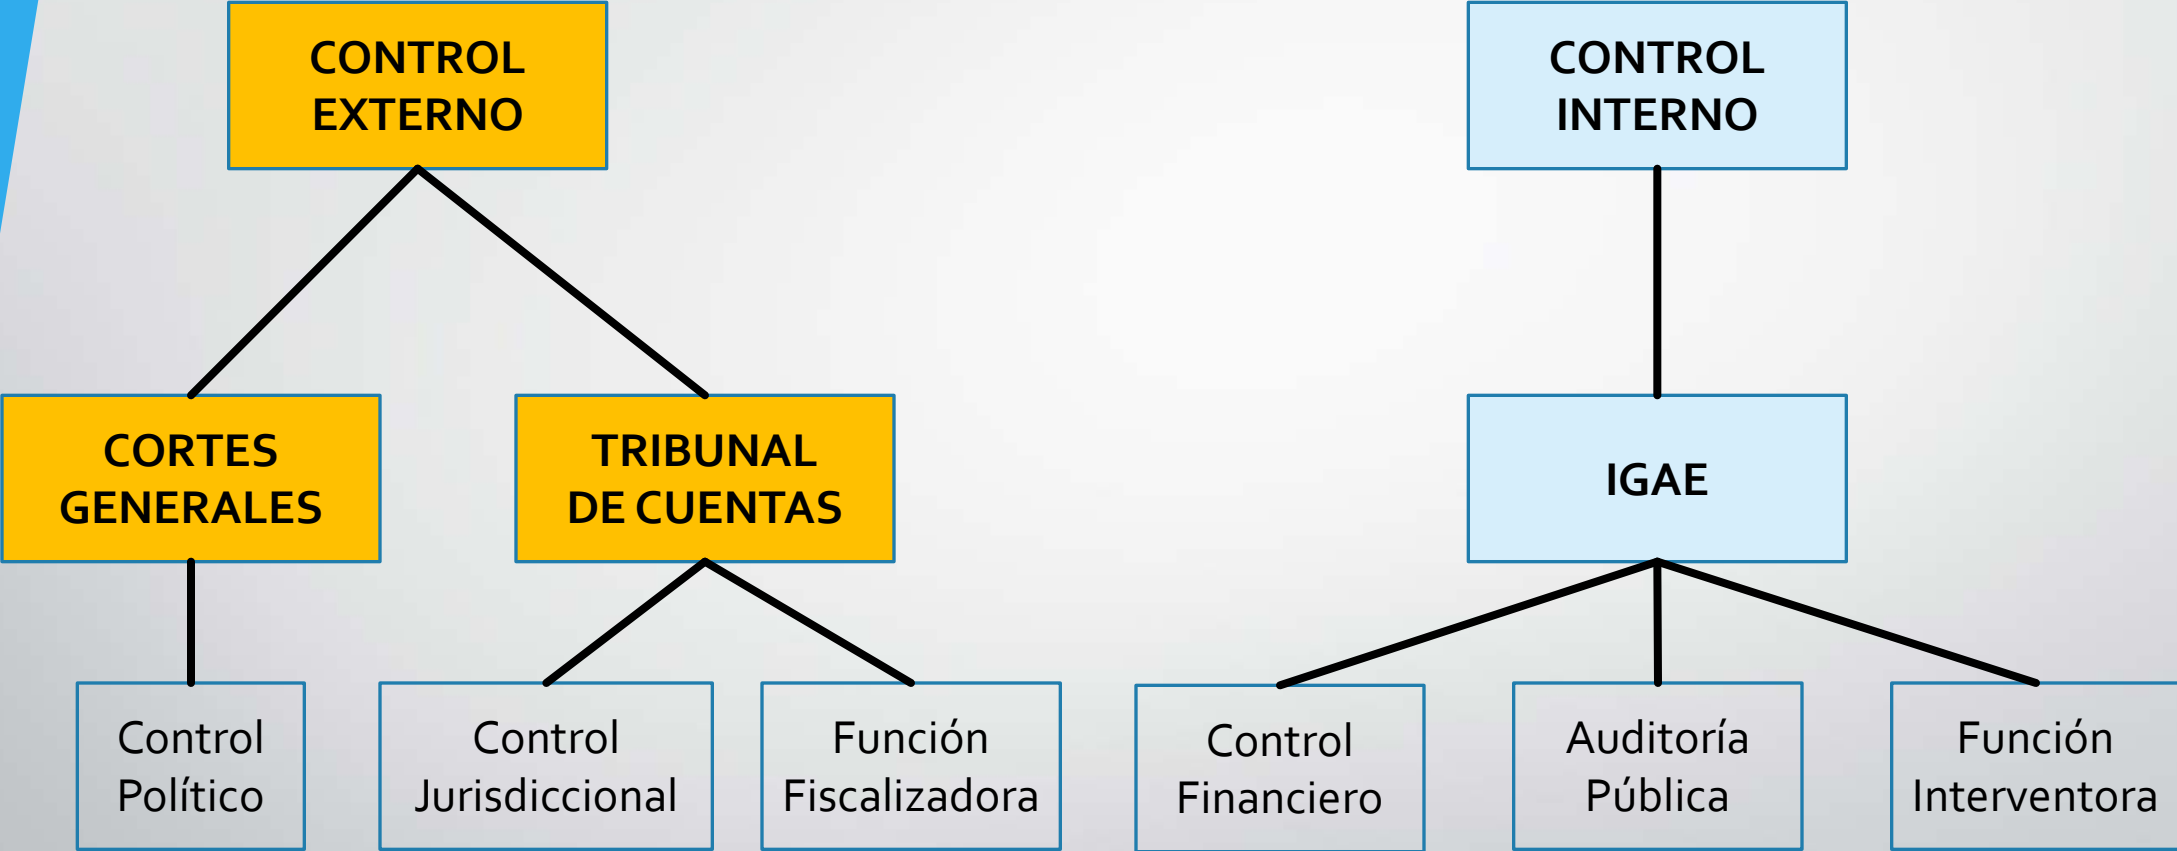 CONTROL
EXTERNO
CONTROL
INTERNO
CORTES
GENERALES
TRIBUNAL
DE CUENTAS
IGAE
Control
Político
Control
Jurisdiccional
Función
Fiscalizadora
Control
Financiero
Auditoría
Pública
Función
Interventora